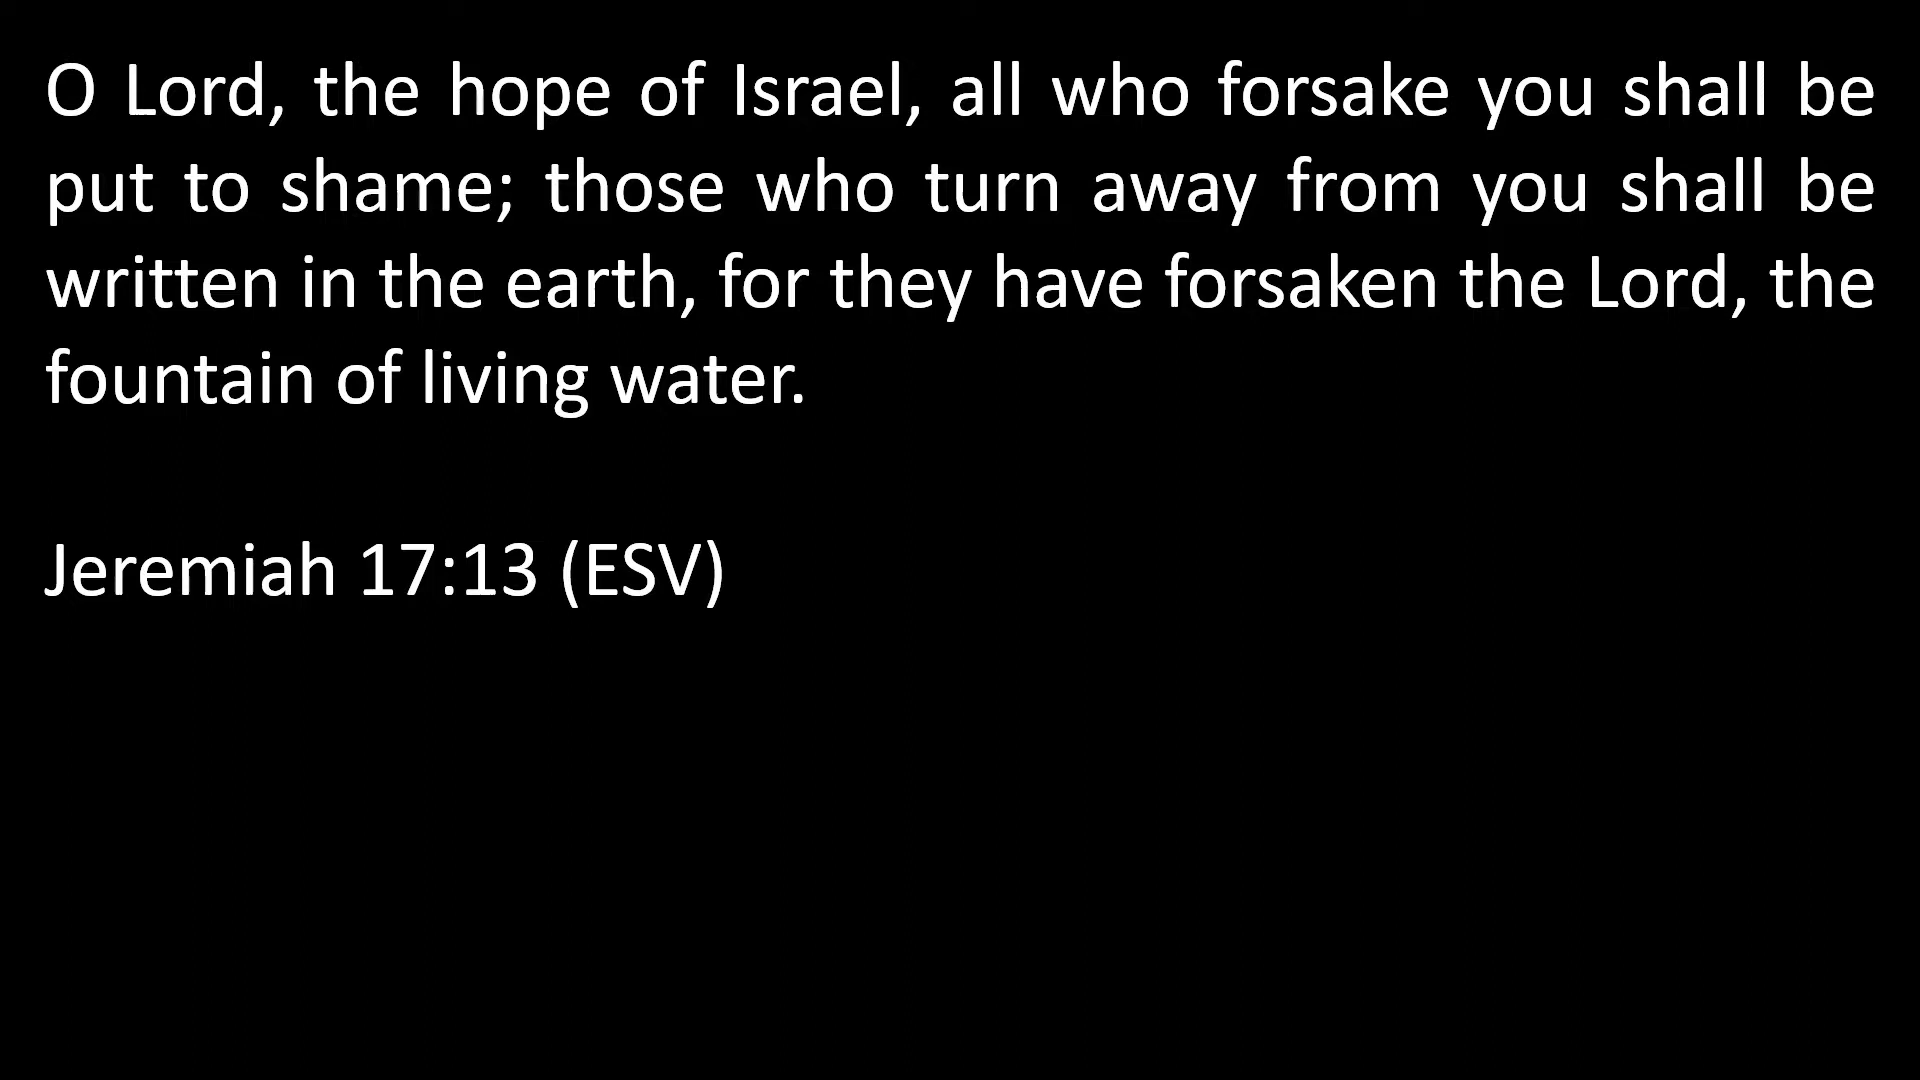 O Lord, the hope of Israel, all who forsake you shall be
put to shame; those who turn away from you shall be
written in the earth, for they have forsaken the Lord, the
fountain of living water.
Jeremiah 17:13 (ESV)